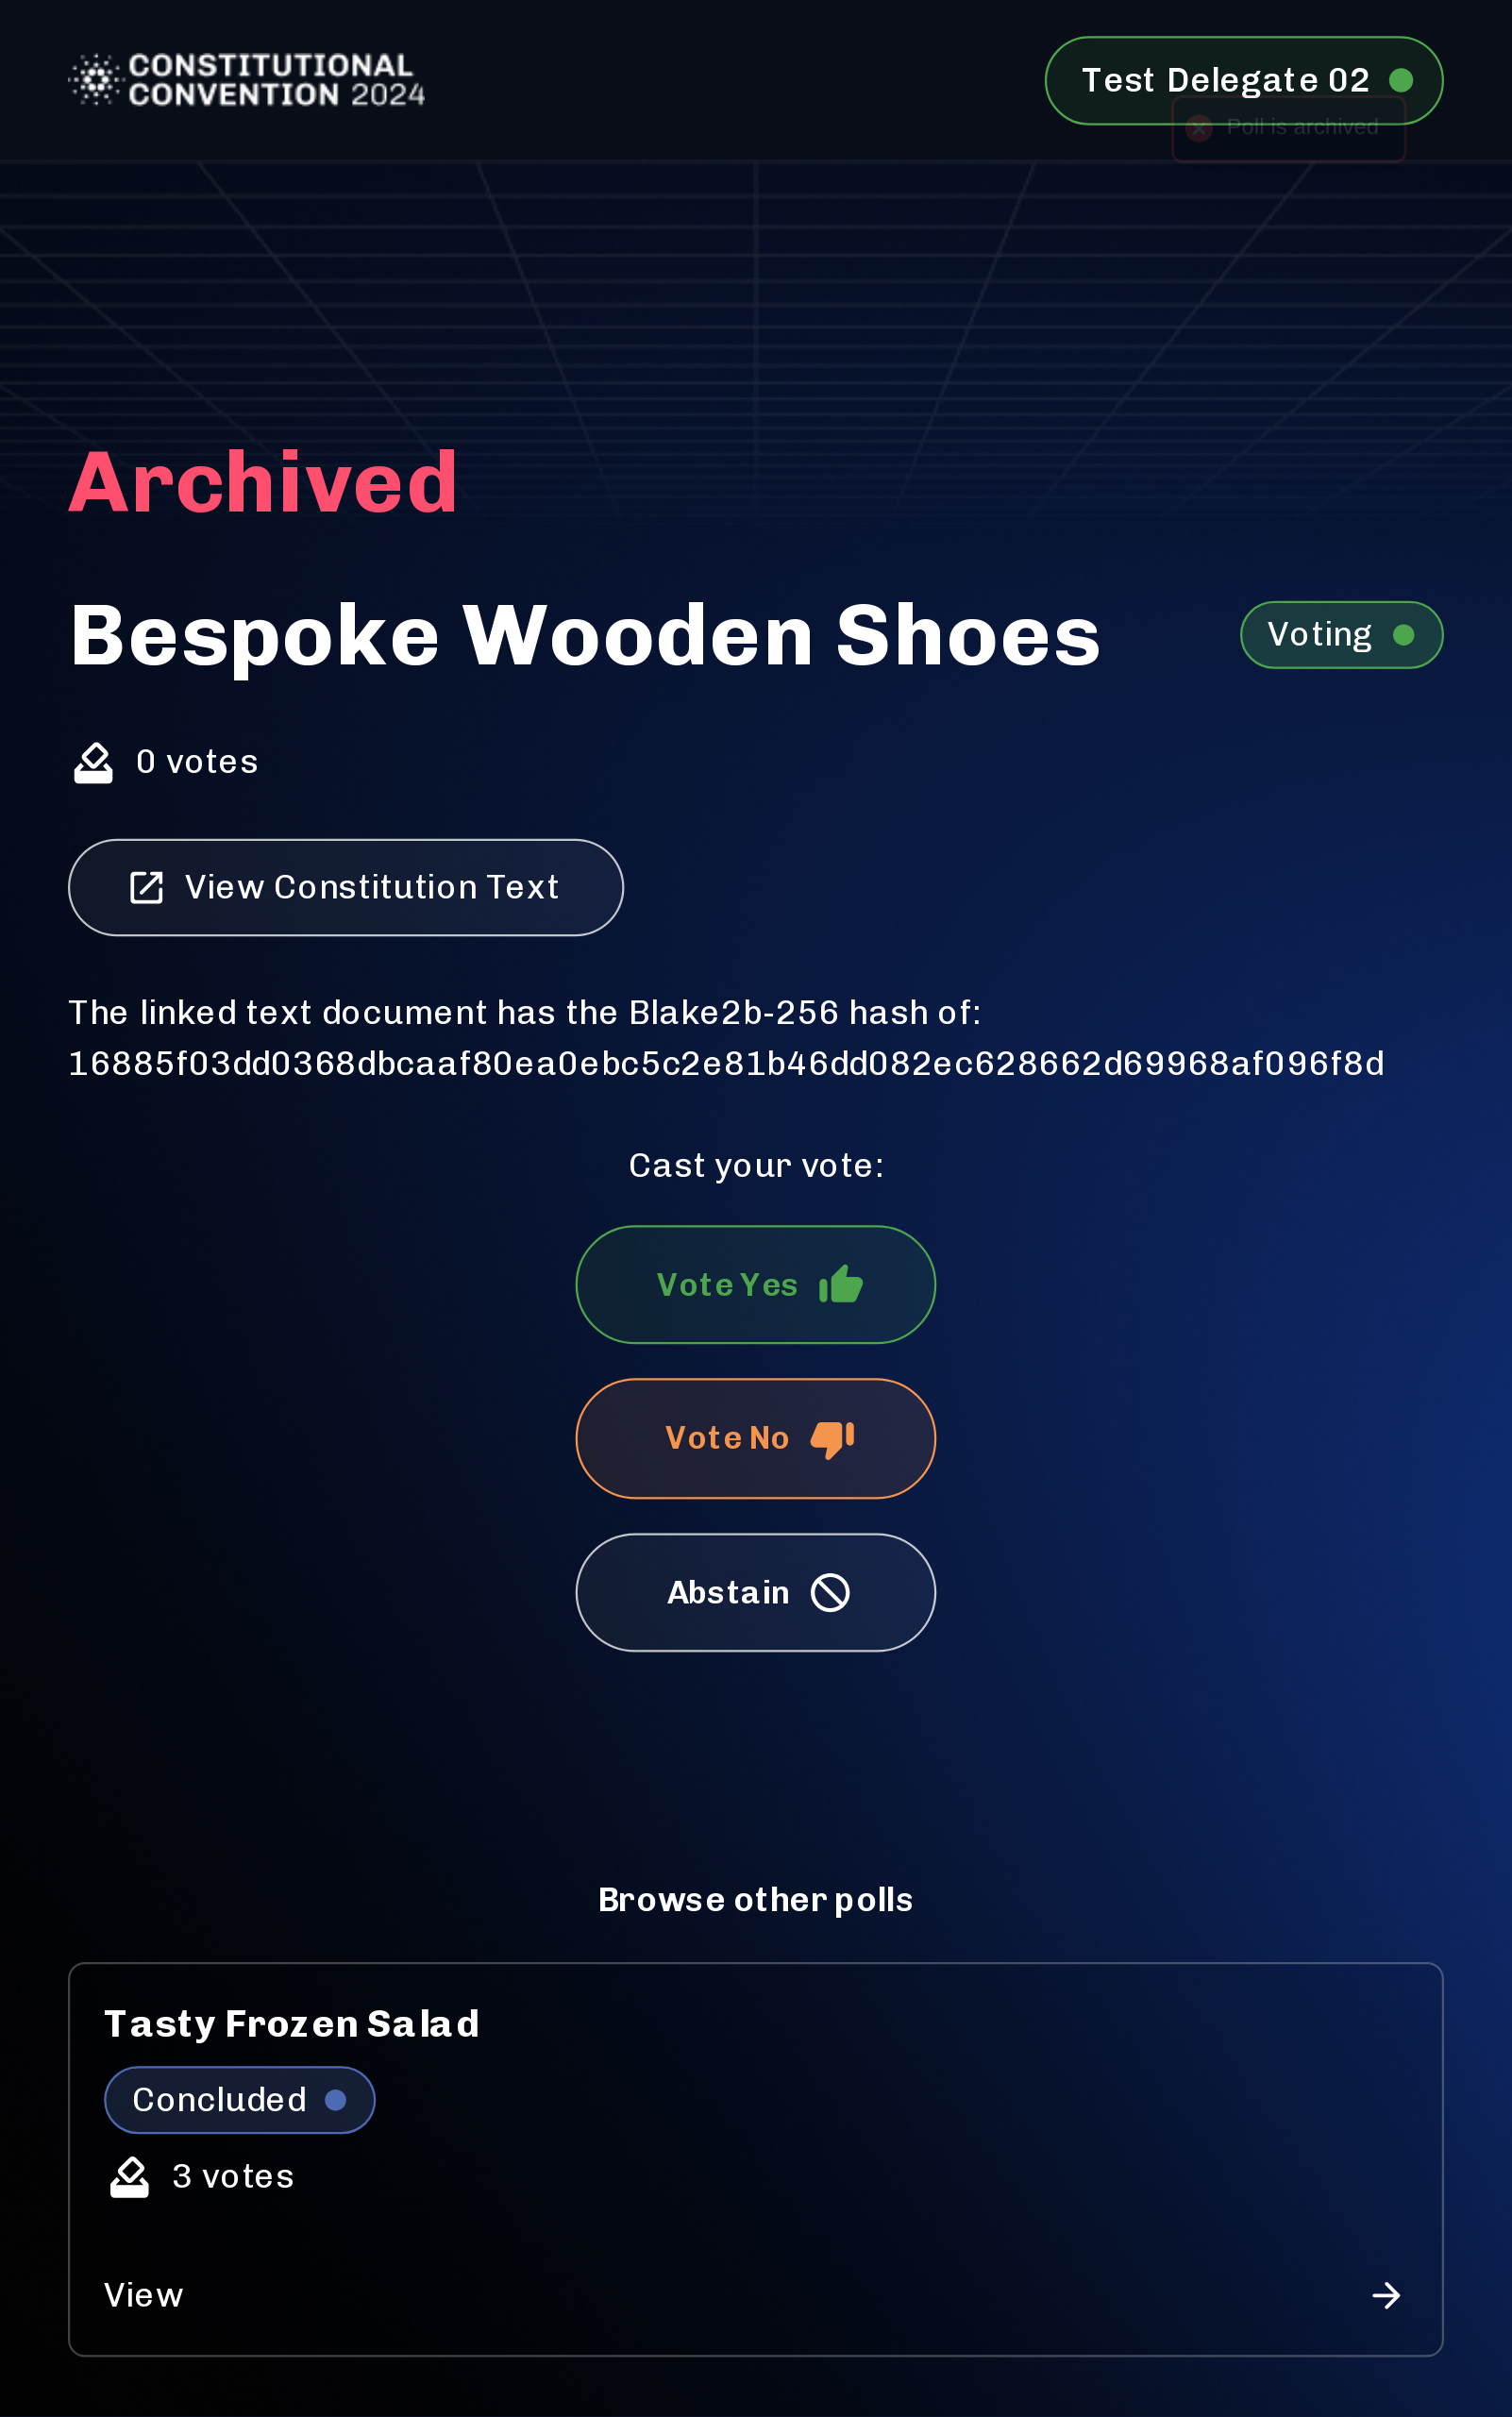 CONSTITUTIONAL
CONVENTION 2024
Test Delegate 02
Poll is archived
Archived
Bespoke Wooden Shoes
Voting
0 votes
View Constitution Text
The linked text document has the Blake2b-256 hash of:
16885f03dd0368dbcaaf80ea0ebc5c2e81b46dd082ec628662d69968af096f8d
Cast your vote:
Vote Yes
Vote No
Abstain
Browse other polls
Tasty Frozen Salad
Concluded
3 votes
View